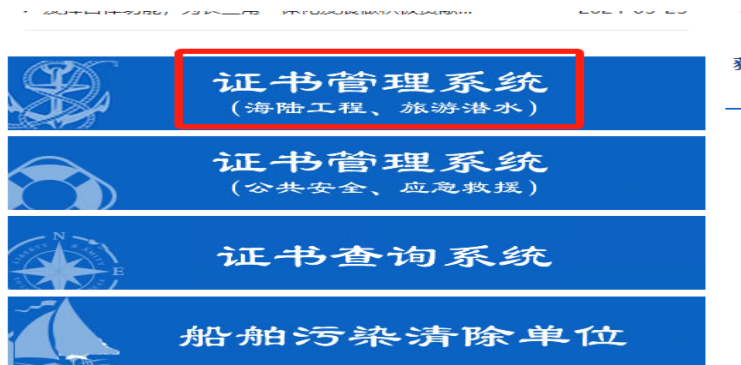 证书管理系统
(海陆工程、旅游潜水)
证书管理系统
(公共安全、应急救援)
N
E
证书查询系统
船舶污染清除单位